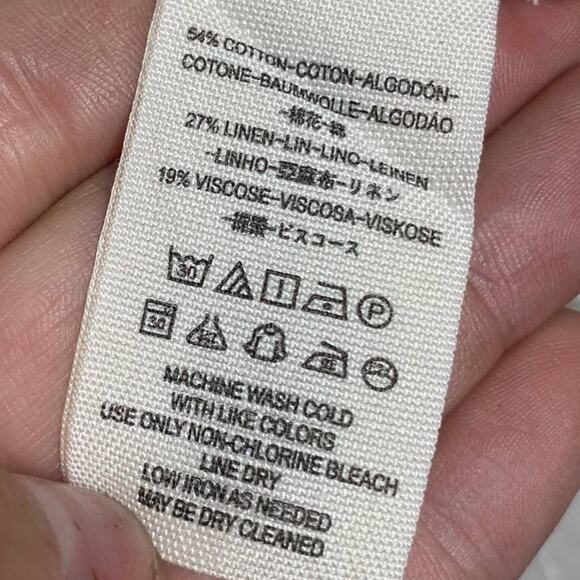 54% COTTON-COTON-ALGODÓN-
COTONE-BAUMWOLLE-ALGODÃO
-棉花-綿
27% LINEN-LIN-LINO-LEINEN
-LINHO-亞麻布-リネン
19% VISCOSE-VISCOSA-VISKOSE
ビスコース
30 P
30
MACHINE WASH COLD
WITH LIKE COLORS
USE ONLY NON-CHLORINE BLEACH
LINE DRY
LOW IRON AS NEEDED
MAY BE DRY CLEANED